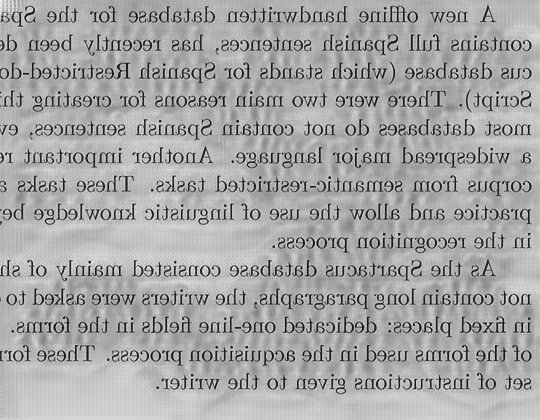 A new offline handwritten database for the Spa
contains full Spanish sentences, has recently been de
cus database (which stands for Spanish Restricted-do
Script). There were two main reasons for creating thi
most databases do not contain Spanish sentences, ev
a widespread major language. Another important re
corpus from semantic-restricted tasks. These tasks a
practice and allow the use of linguistic knowledge bey
in the recognition process.
As the Spartacus database consisted mainly of sh
not contain long paragraphs, the writers were asked to
in fixed places: dedicated one-line fields in the forms.
of the forms used in the acquisition process. These for
set of instructions given to the writer.